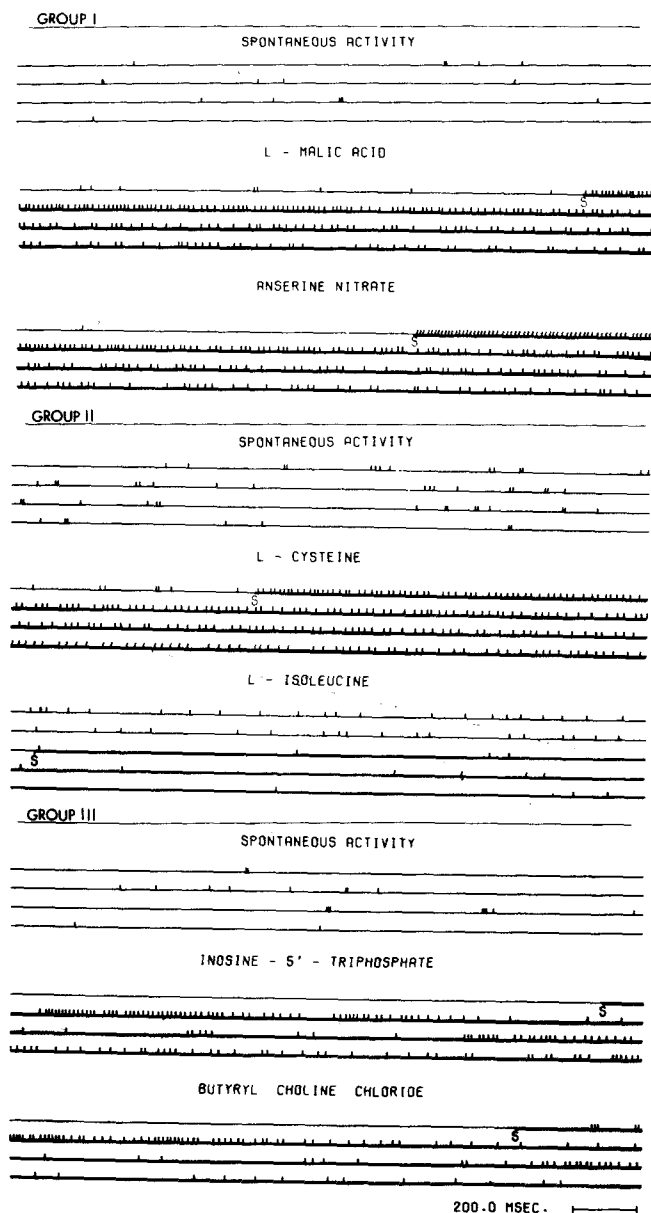 GROUP I
SPONTANEOUS ACTIVITY
L - MALIC ACID
S
ANSERINE NITRATE
S
GROUP II
SPONTANEOUS ACTIVITY
L - CYSTEINE
S
L - ISOLEUCINE
S
GROUP III
SPONTANEOUS ACTIVITY
INOSINE - 5' - TRIPHOSPHATE
S
BUTYRYL CHOLINE CHLORIDE
S
200.0 MSEC.